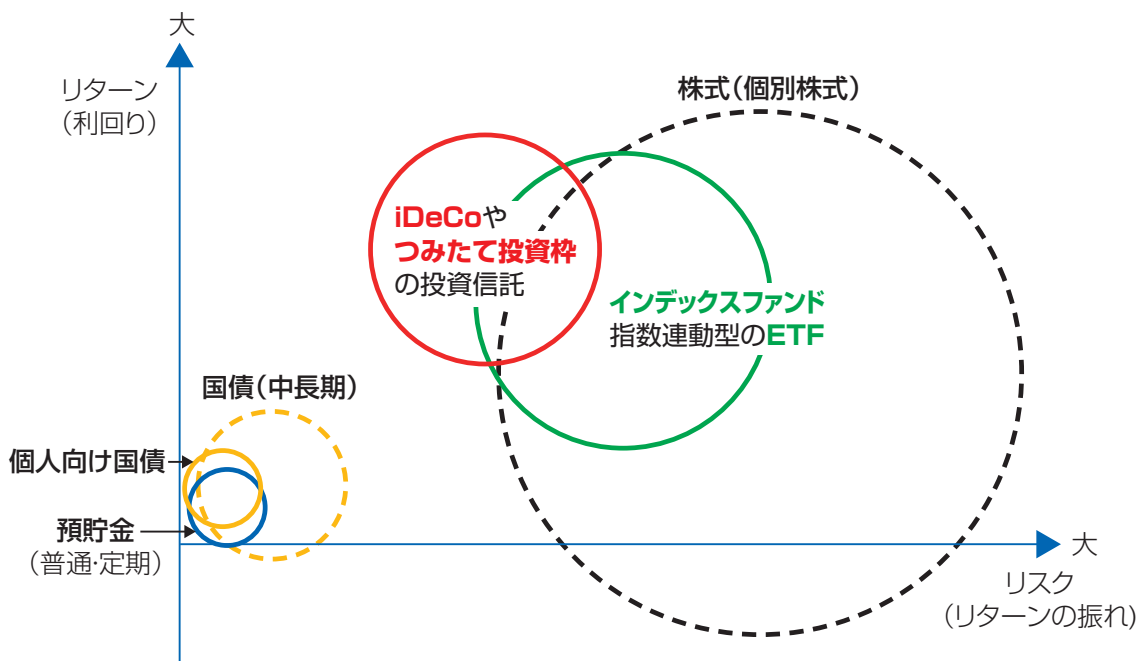 大
リターン
（利回り）
株式（個別株式）
iDeCoや
つみたて投資枠
の投資信託
インデックスファンド
指数連動型のETF
国債（中長期）
個人向け国債
預貯金
（普通・定期）
大
リスク
（リターンの振れ）